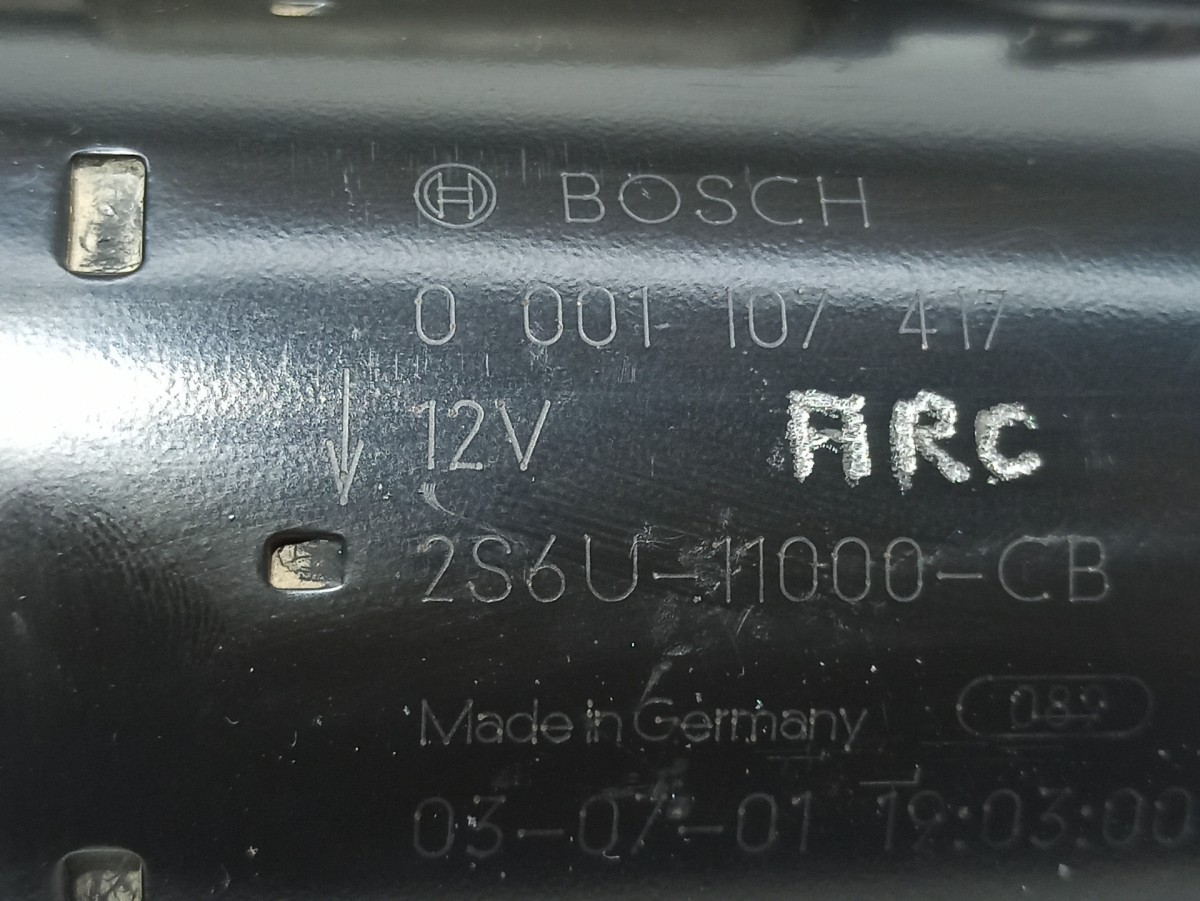 BOSCH
0 001 107 417
12V ARC
2S6U-11000-CB
Made in Germany
03-07-01 19:03:00